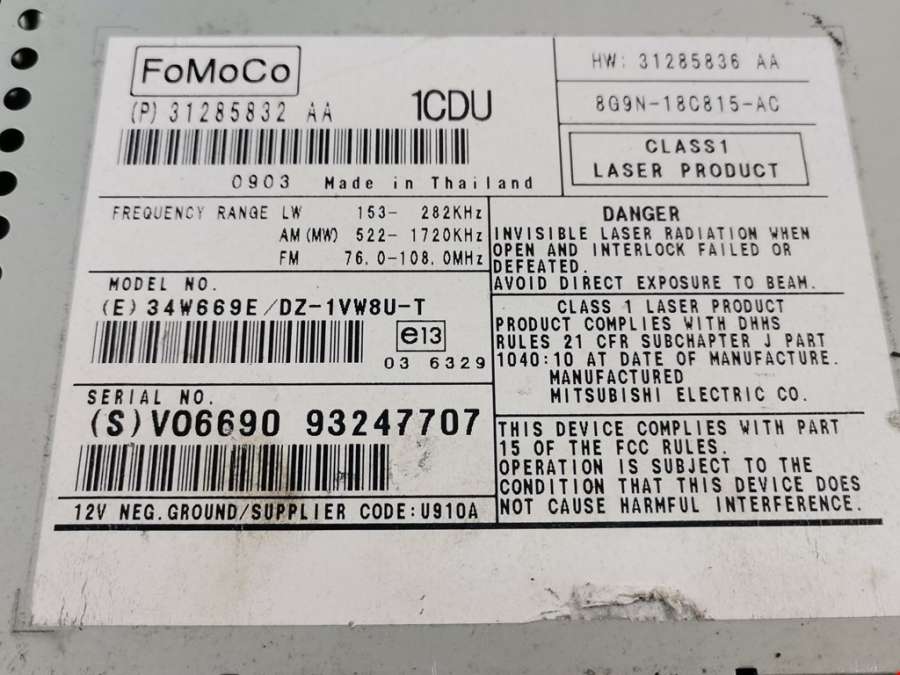 FoMoCo
(P) 31285832 AA 1CDU
0903 Made in Thailand
HW: 31285836 AA
8G9N-18C815-AC
CLASS1
LASER PRODUCT
FREQUENCY RANGE LW 153- 282KHz
AM (MW) 522- 1720KHz
FM 76.0-108.0MHz
MODEL NO.
(E) 34W669E/DZ-1VW8U-T
e13
03 6329
SERIAL NO.
(S) VO6690 93247707
12V NEG.GROUND/SUPPLIER CODE:U910A
DANGER
INVISIBLE LASER RADIATION WHEN
OPEN AND INTERLOCK FAILED OR
DEFEATED.
AVOID DIRECT EXPOSURE TO BEAM.
CLASS 1 LASER PRODUCT
PRODUCT COMPLIES WITH DHHS
RULES 21 CFR SUBCHAPTER J PART
1040:10 AT DATE OF MANUFACTURE.
MANUFACTURED
MITSUBISHI ELECTRIC CO.
THIS DEVICE COMPLIES WITH PART
15 OF THE FCC RULES.
OPERATION IS SUBJECT TO THE
CONDITION THAT THIS DEVICE DOES
NOT CAUSE HARMFUL INTERFERENCE.